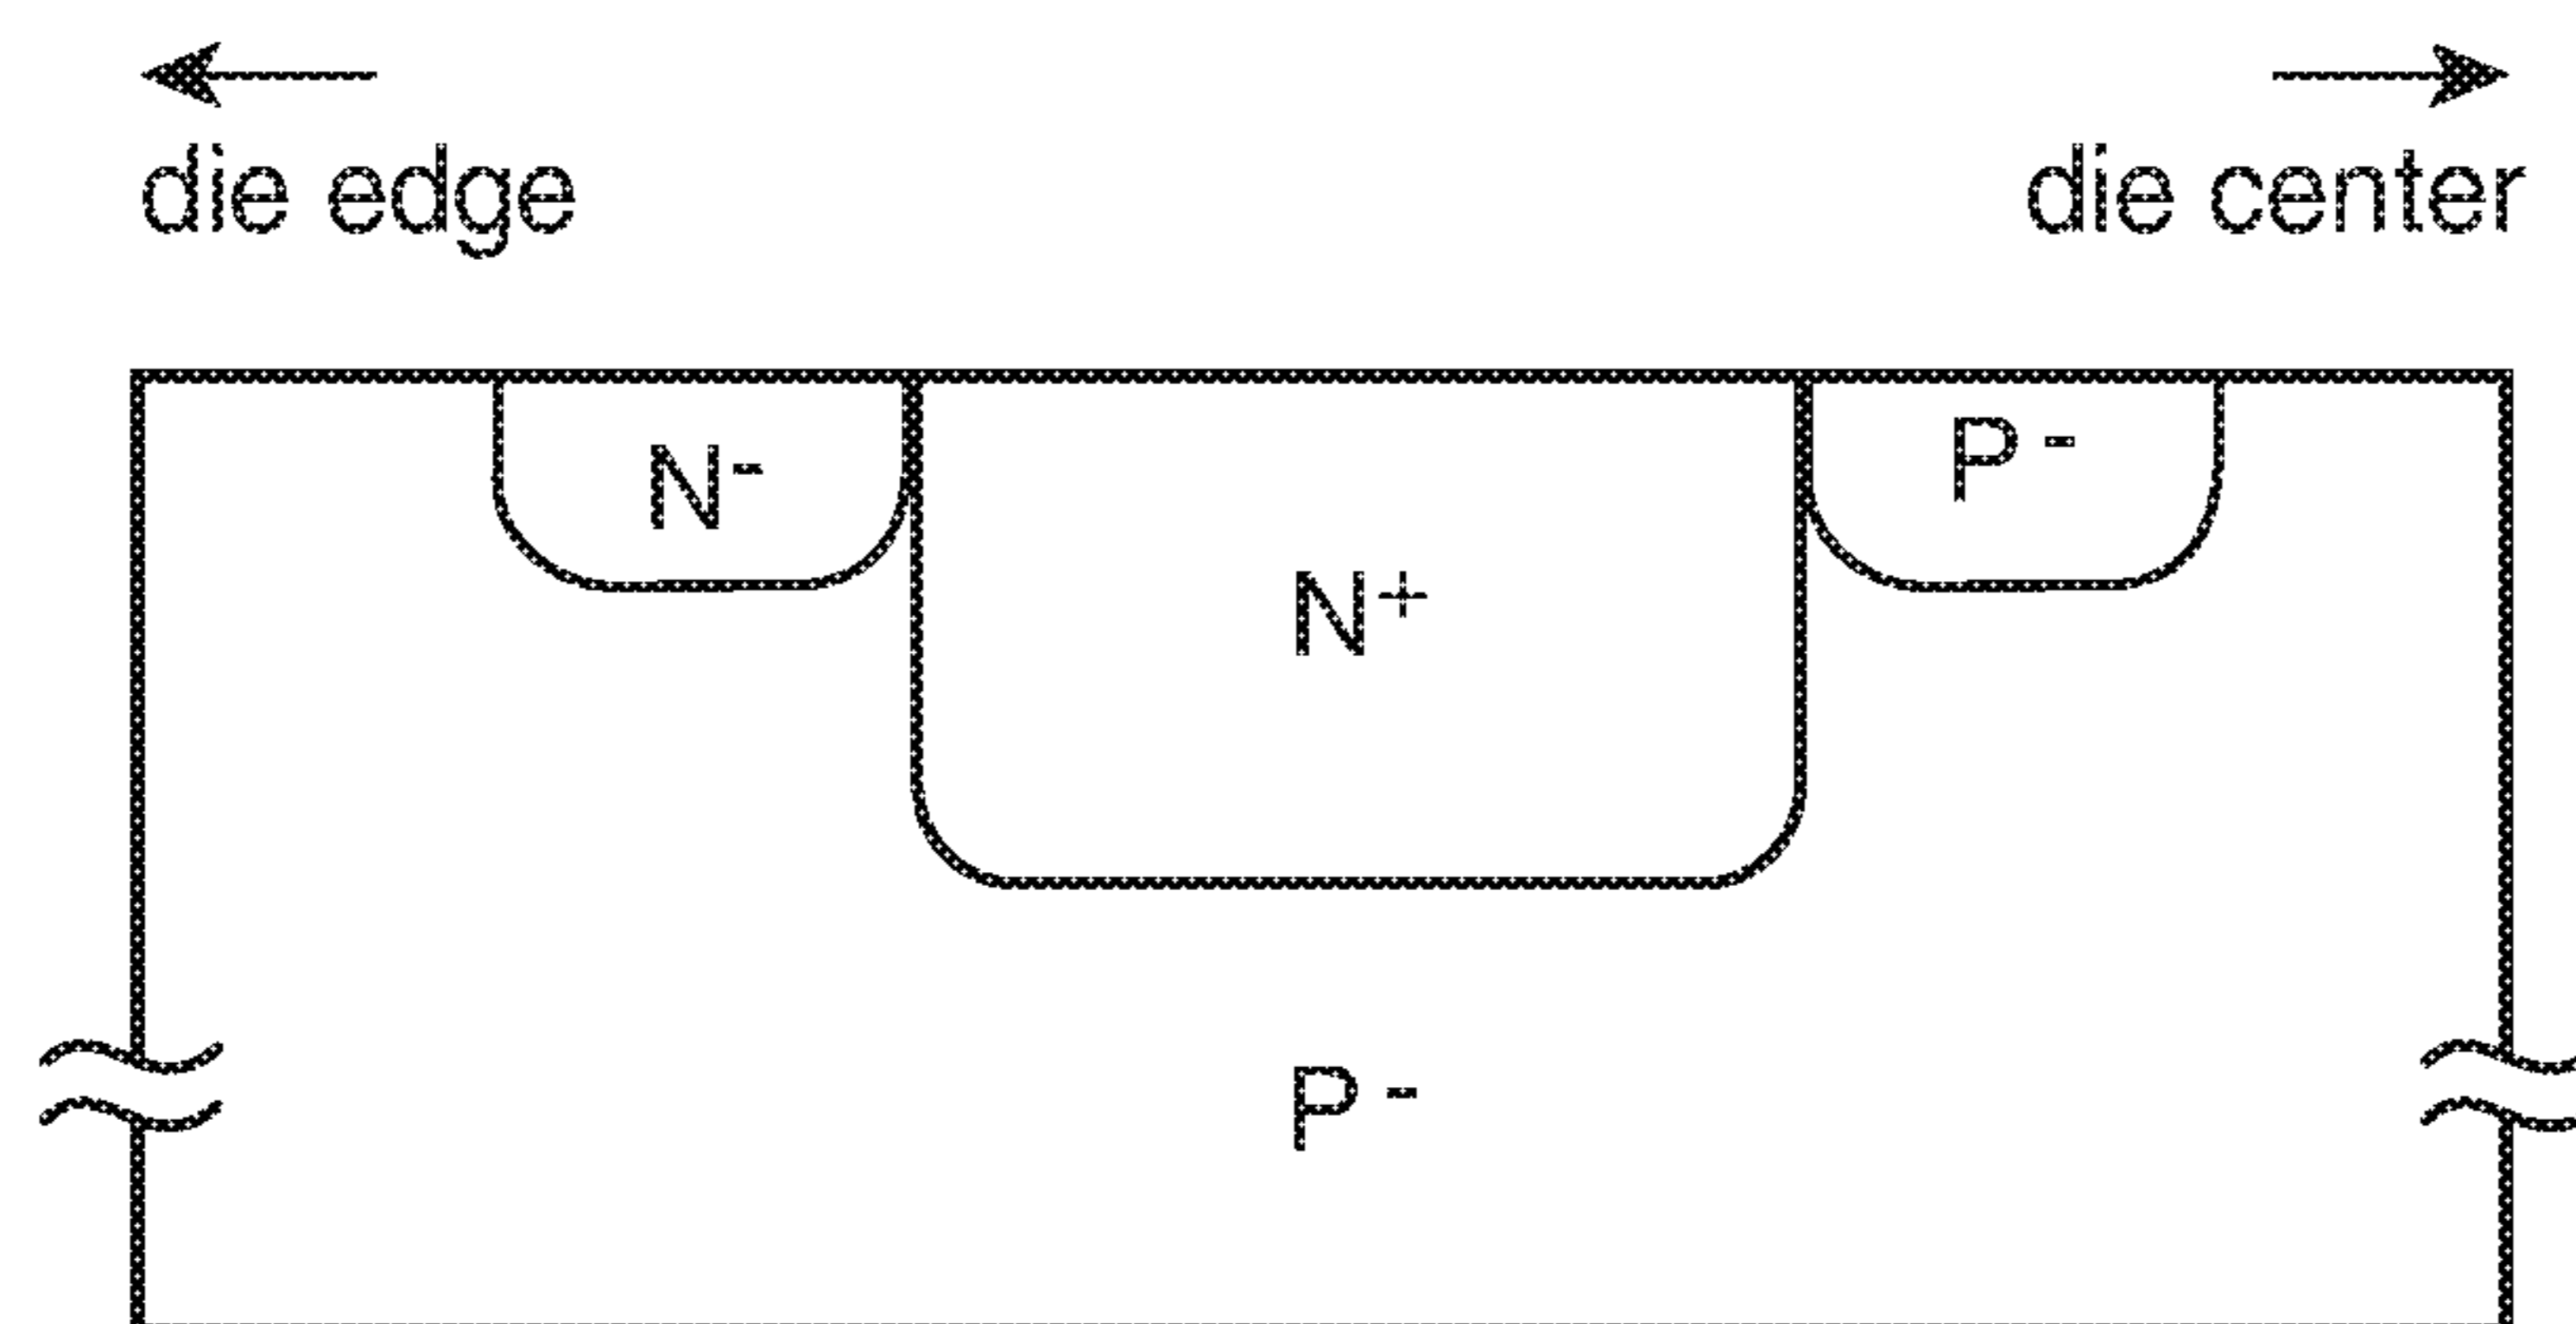 die edge
die center
N-
P-
N+
P-